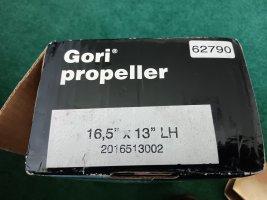 Gori®
propeller
62790
16,5" x 13" LH
2016513002